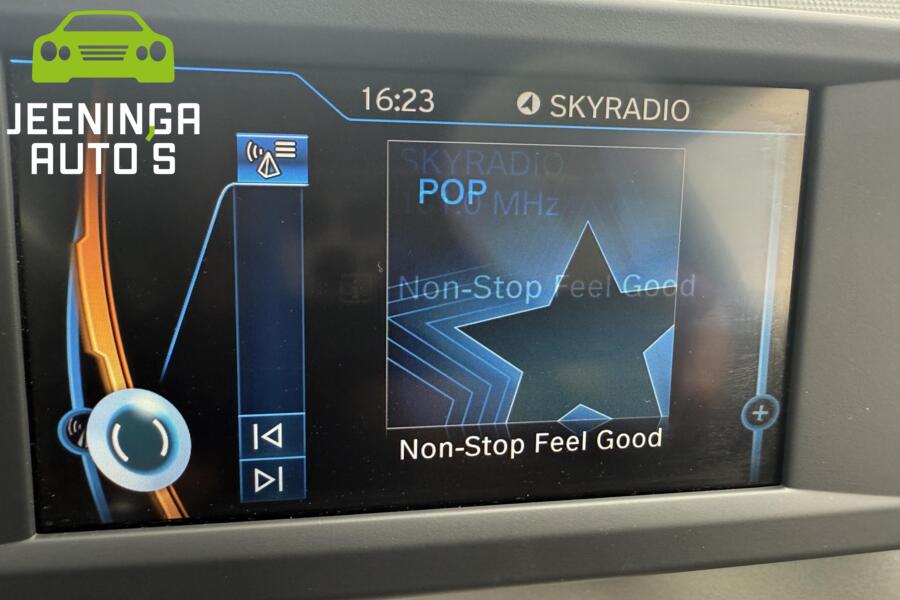 JEENINGA
AUTO'S
16:23
SKYRADIO
SKYRADIO
POP
MHz
Non-Stop Feel Good
Non-Stop Feel Good